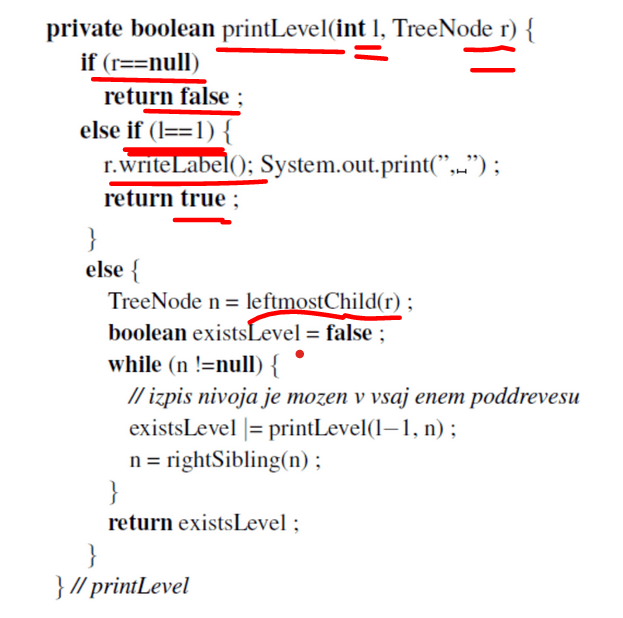 private boolean printLevel(int l, TreeNode r) {
if (r==null)
return false ;
else if (l==1) {
r.writeLabel(); System.out.print(”,␣”) ;
return true ;
}
else {
TreeNode n = leftmostChild(r) ;
boolean existsLevel = false ;
while (n !=null) {
// izpis nivoja je mozen v vsaj enem poddrevesu
existsLevel |= printLevel(l−1, n) ;
n = rightSibling(n) ;
}
return existsLevel ;
}
} // printLevel